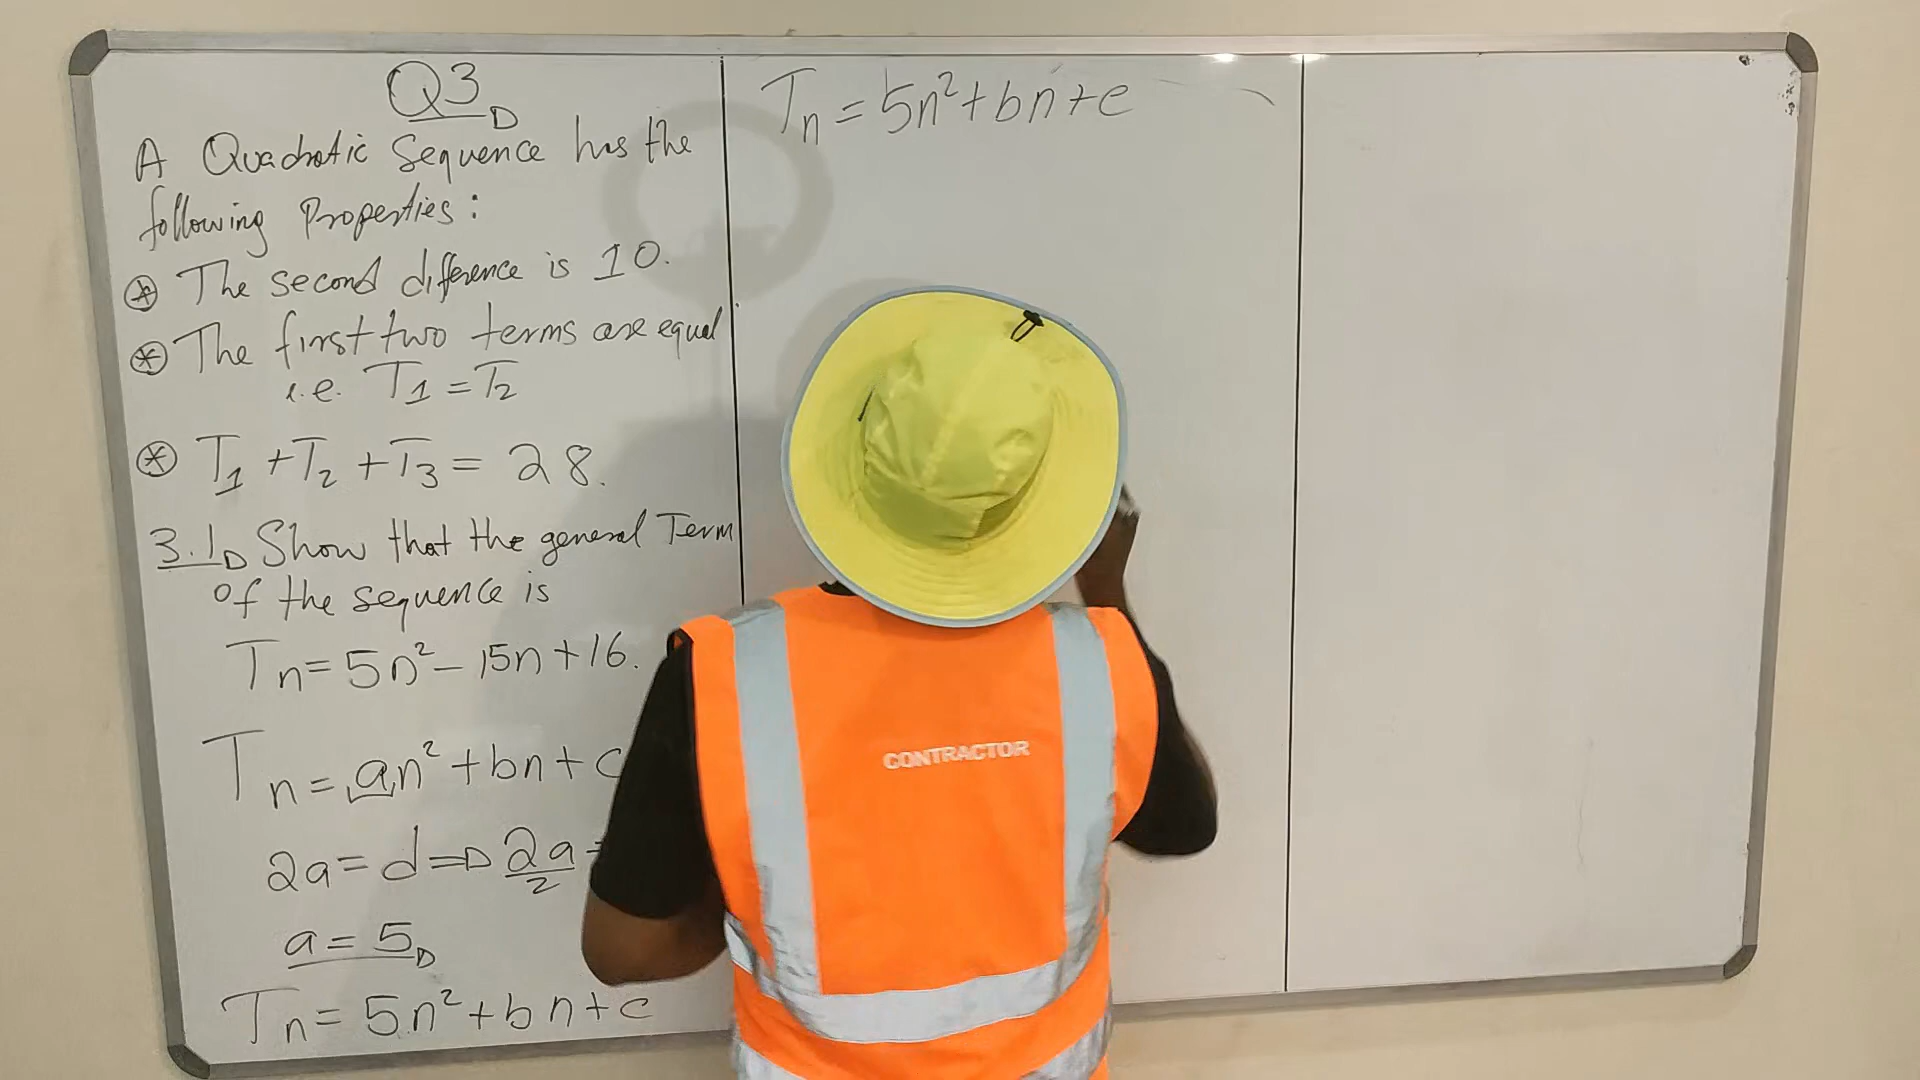 Q3
A Quadratic Sequence has the
following Properties:
⊛ The second difference is 10.
⊛ The first two terms are equal
i.e. T₁ = T₂
⊛ T₁ + T₂ + T₃ = 28.
3.1 Show that the general Term
of the sequence is
Tn = 5n² – 15n + 16.
Tn = an² + bn + c
2a = d ⇒ 2a/2
a = 5
Tn = 5n² + bn + c
Tn = 5n² + bn + c
CONTRACTOR